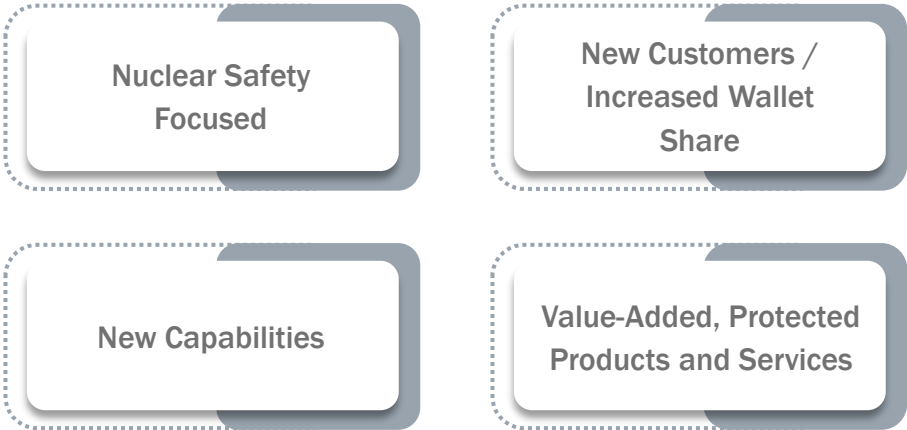 Nuclear Safety
Focused
New Customers /
Increased Wallet
Share
New Capabilities
Value-Added, Protected
Products and Services